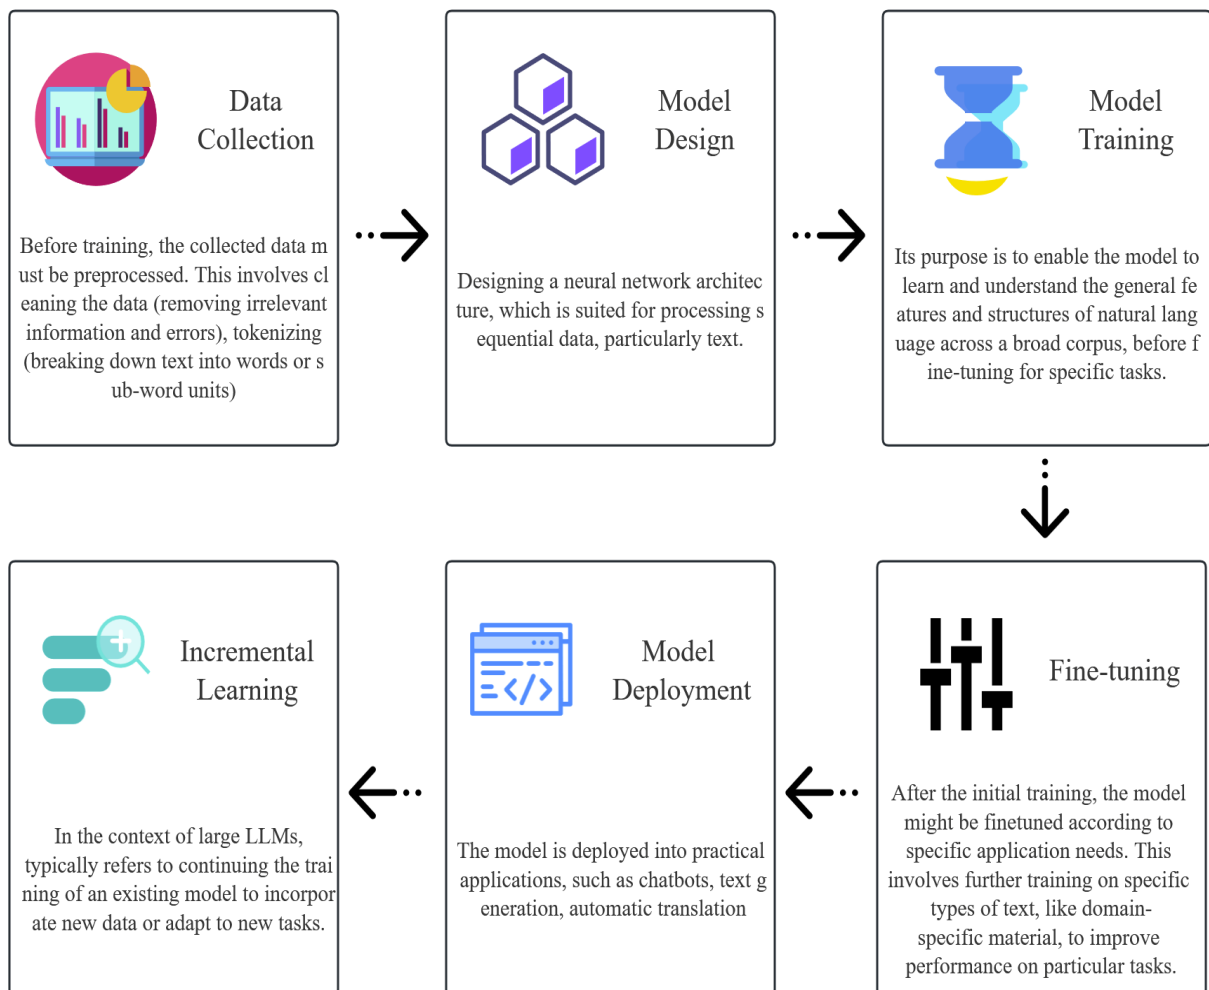 Data
Collection
Before training, the collected data m
ust be preprocessed. This involves cl
eaning the data (removing irrelevant
information and errors), tokenizing
(breaking down text into words or s
ub-word units)
Model
Design
Designing a neural network architec
ture, which is suited for processing s
equential data, particularly text.
Model
Training
Its purpose is to enable the model to
learn and understand the general fe
atures and structures of natural lang
uage across a broad corpus, before f
ine-tuning for specific tasks.
Fine-tuning
After the initial training, the model
might be finetuned according to
specific application needs. This
involves further training on specific
types of text, like domain-
specific material, to improve
performance on particular tasks.
Model
Deployment
The model is deployed into practical
applications, such as chatbots, text g
eneration, automatic translation
Incremental
Learning
In the context of large LLMs,
typically refers to continuing the trai
ning of an existing model to incorpor
ate new data or adapt to new tasks.